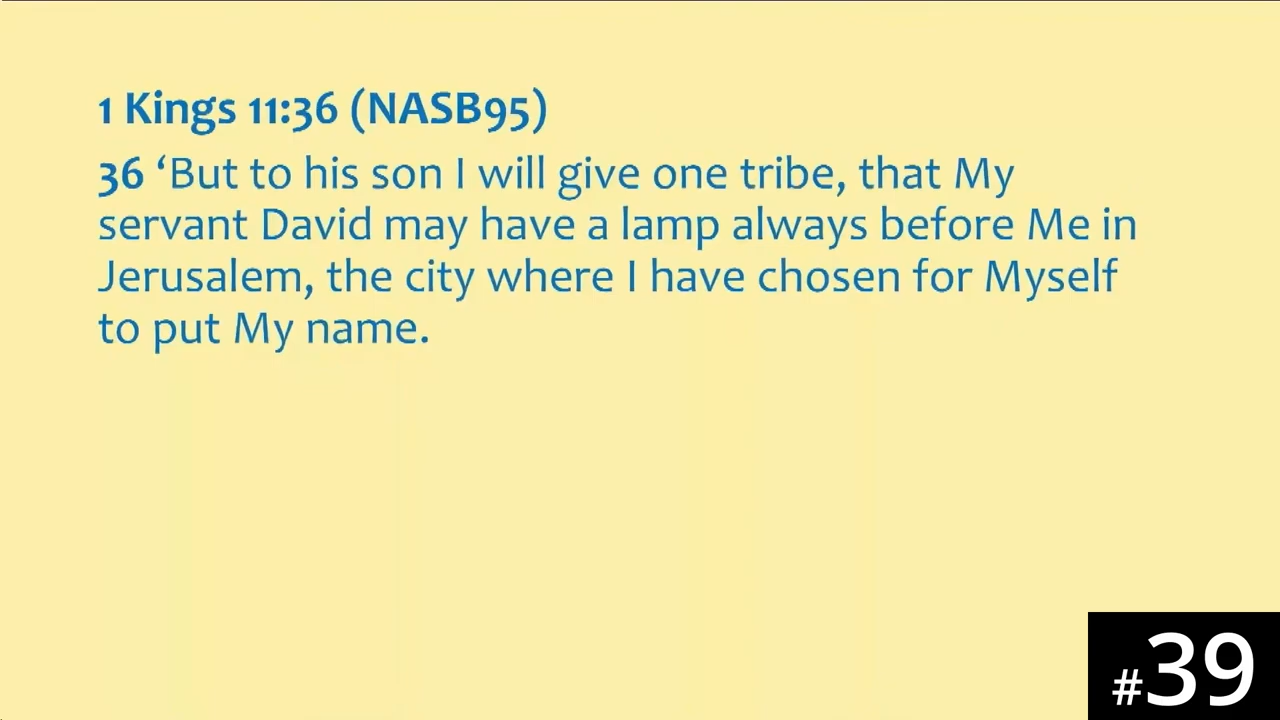 1 Kings 11:36 (NASB95)
36 ‘But to his son I will give one tribe, that My
servant David may have a lamp always before Me in
Jerusalem, the city where I have chosen for Myself
to put My name.
#39